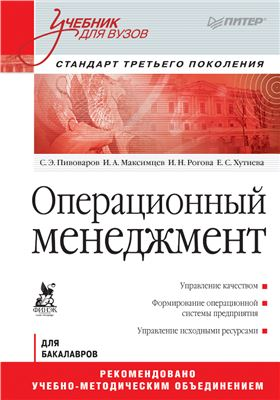 Учебник
для вузов
ПИТЕР®
СТАНДАРТ ТРЕТЬЕГО ПОКОЛЕНИЯ
С. Э. Пивоваров И. А. Максимцев И. Н. Рогова Е. С. Хутиева
Операционный
менеджмент
Управление качеством
Формирование операционной
системы предприятия
Управление исходными ресурсами
ФИНЭК
ДЛЯ
БАКАЛАВРОВ
РЕКОМЕНДОВАНО
УЧЕБНО-МЕТОДИЧЕСКИМ ОБЪЕДИНЕНИЕМ